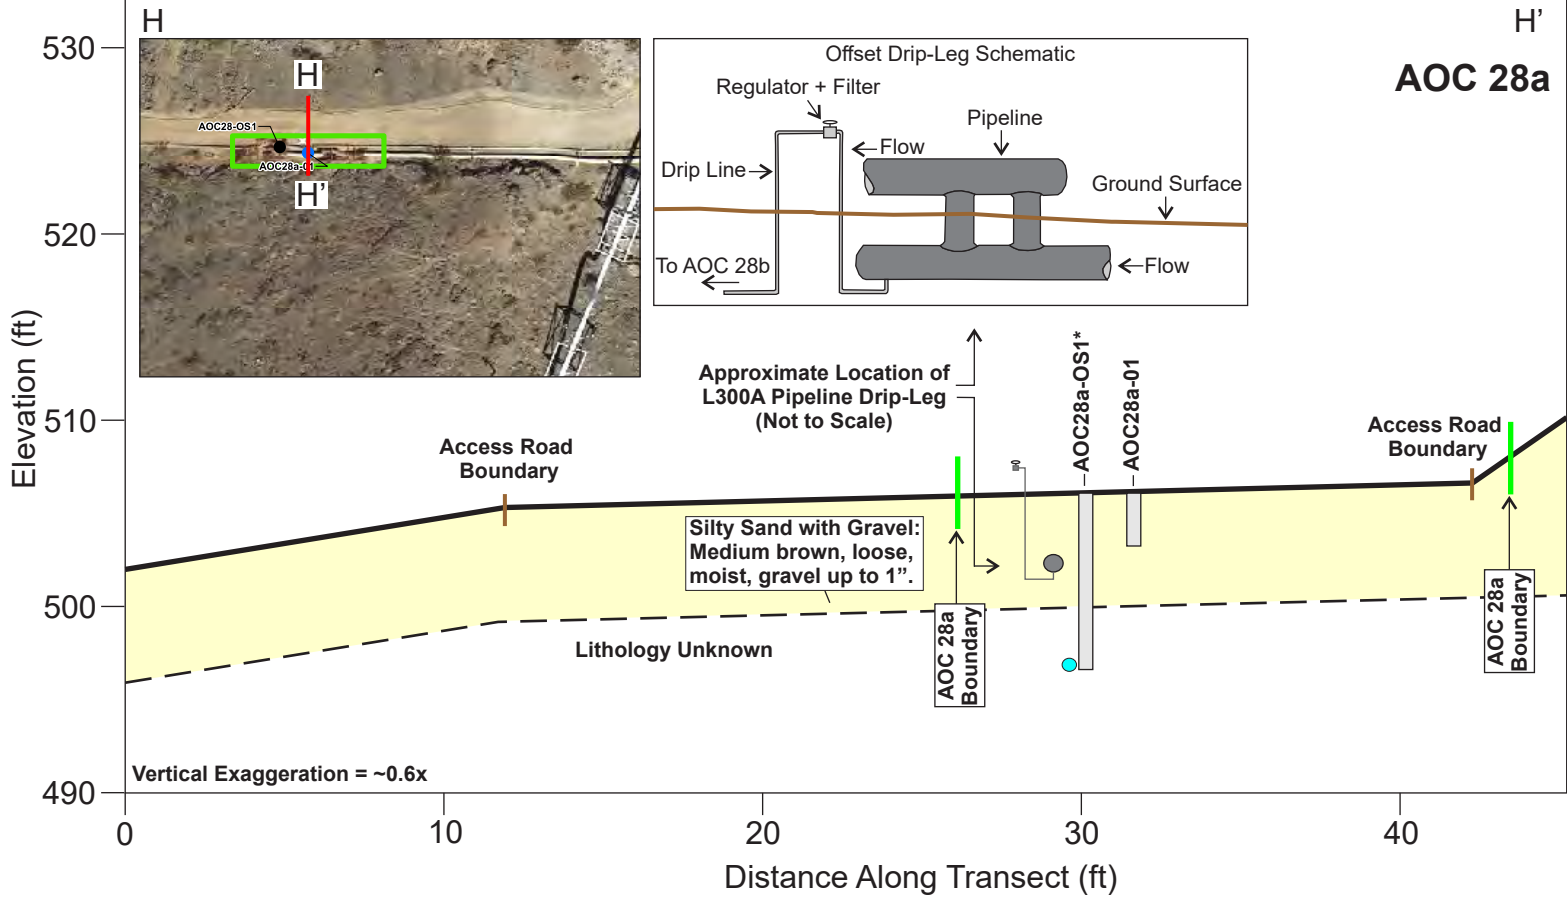 H
H’
AOC 28a
530
520
510
500
490
Elevation (ft)
H
AOC28-OS1
AOC28a-01
H’
Offset Drip-Leg Schematic
Regulator + Filter
Pipeline
Flow
Drip Line
Ground Surface
To AOC 28b
Flow
Approximate Location of
L300A Pipeline Drip-Leg
(Not to Scale)
AOC28a-OS1*
AOC28a-01
Access Road
Boundary
Access Road
Boundary
Silty Sand with Gravel:
Medium brown, loose,
moist, gravel up to 1”.
Lithology Unknown
AOC 28a
Boundary
AOC 28a
Boundary
Vertical Exaggeration = ~0.6x
0
10
20
30
40
Distance Along Transect (ft)